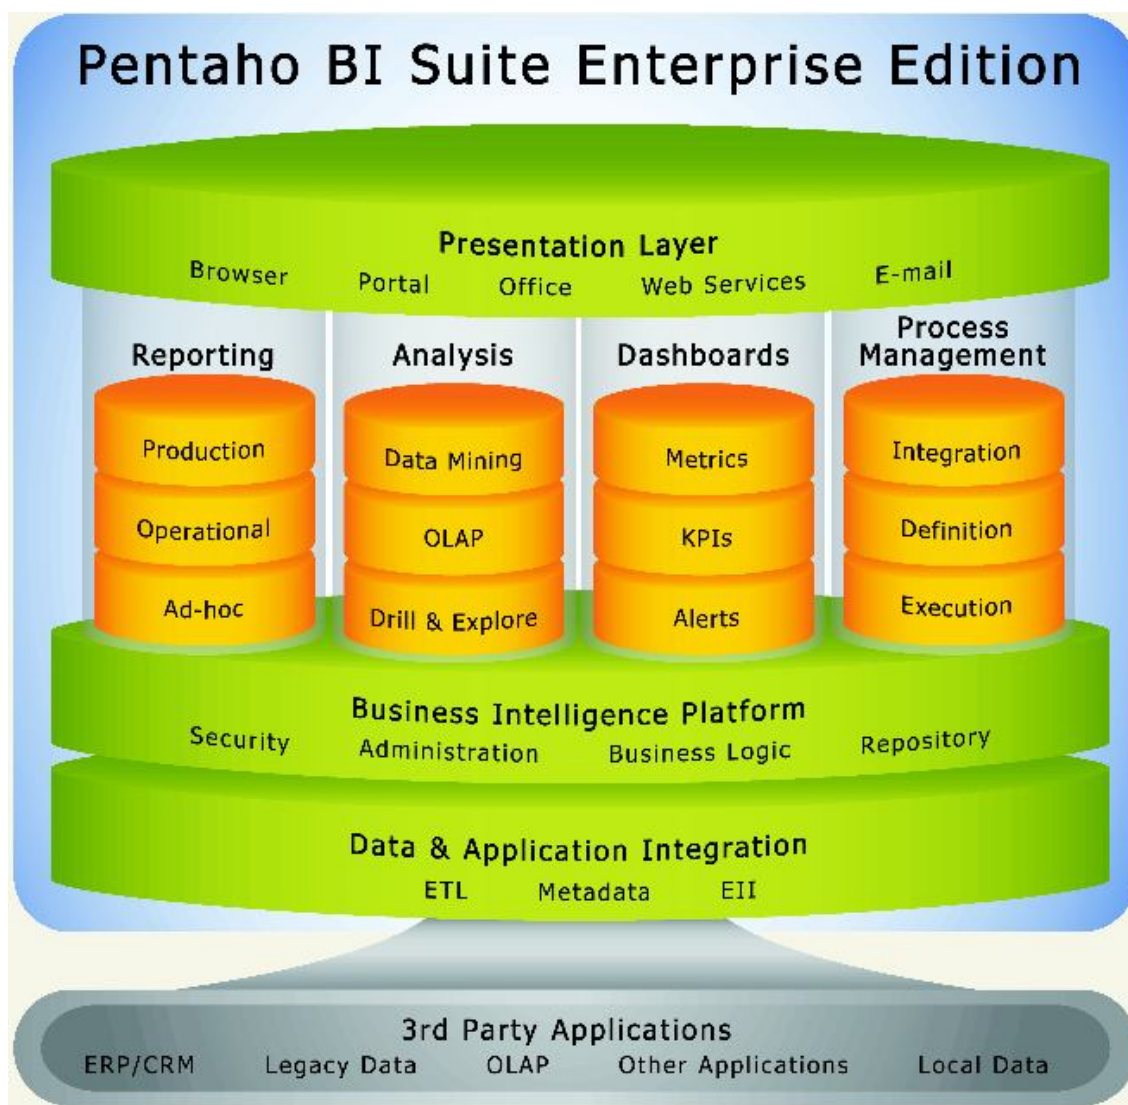 Pentaho BI Suite Enterprise Edition
Presentation Layer
Browser Portal Office Web Services E-mail
Reporting Analysis Dashboards Process Management
Production Data Mining Metrics Integration
Operational OLAP KPIs Definition
Ad-hoc Drill & Explore Alerts Execution
Business Intelligence Platform
Security Administration Business Logic Repository
Data & Application Integration
ETL Metadata EII
3rd Party Applications
ERP/CRM Legacy Data OLAP Other Applications Local Data